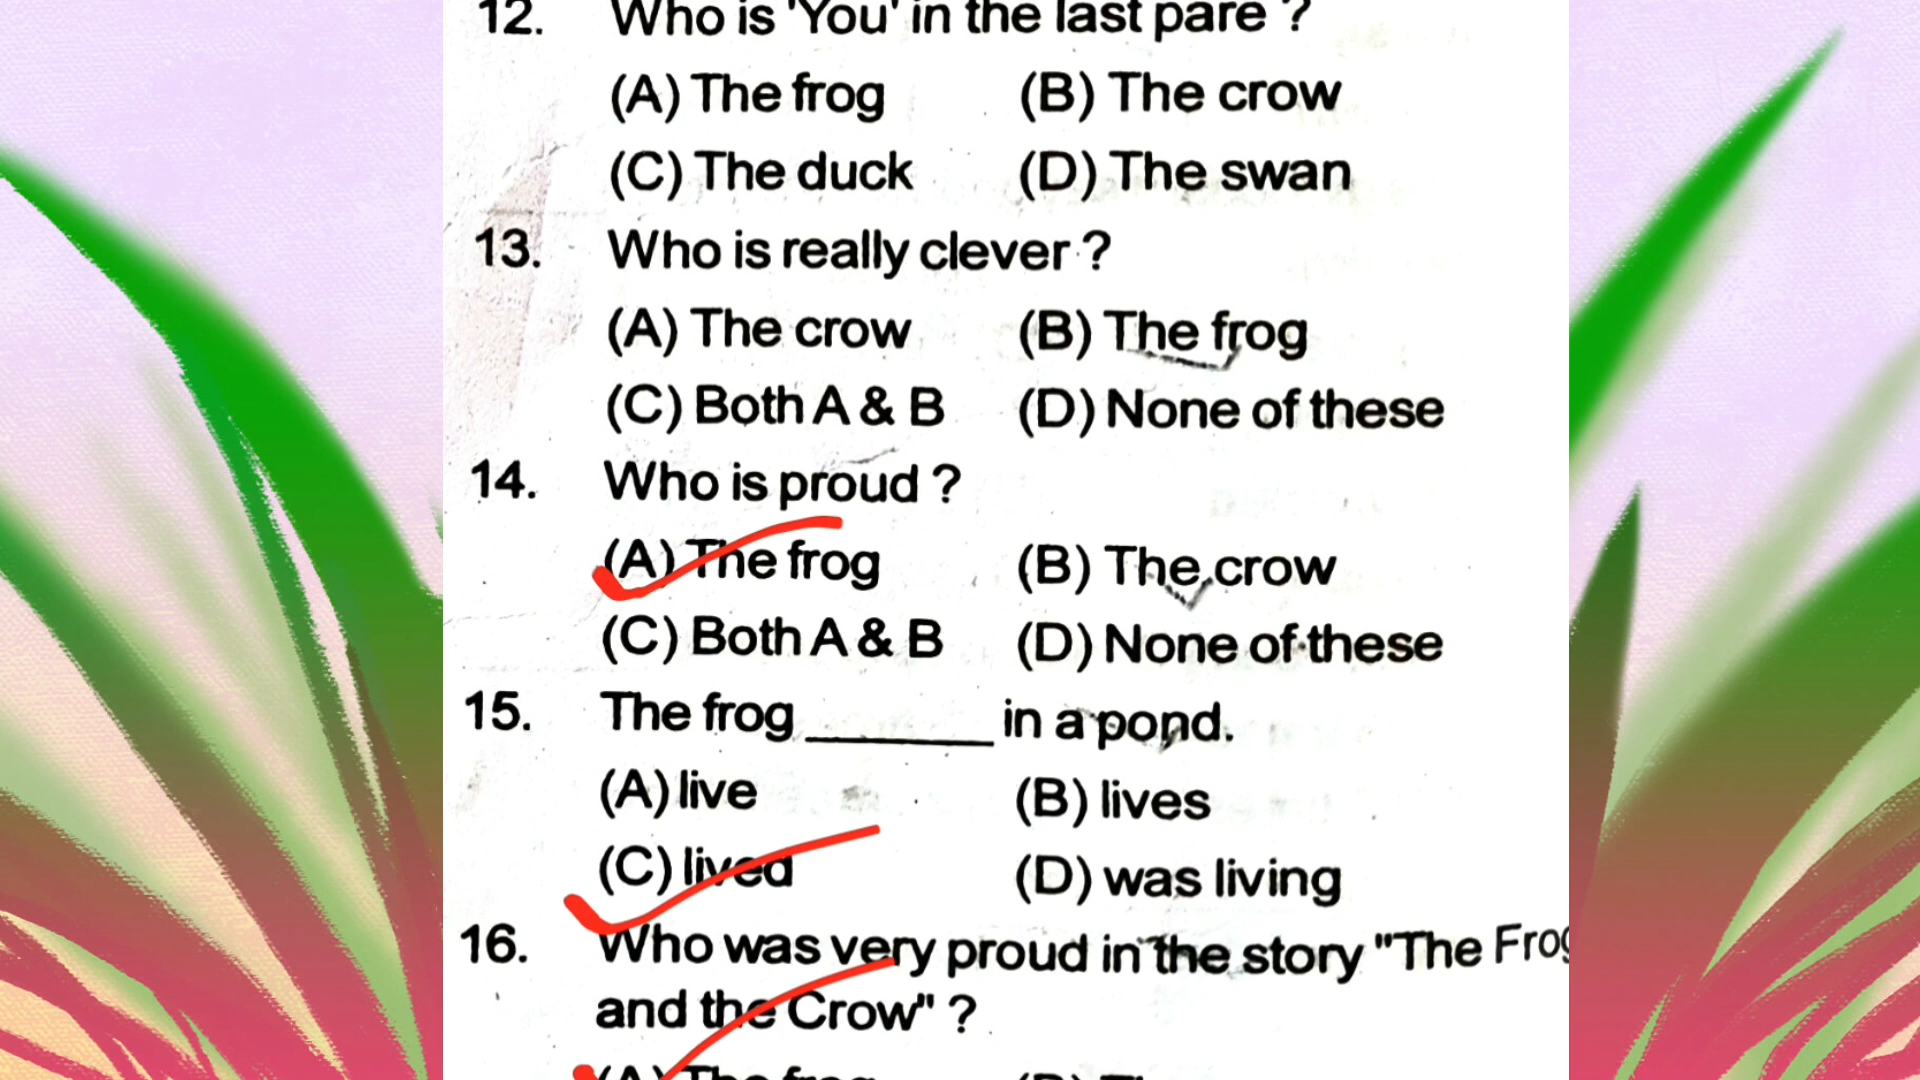 12. Who is 'You' in the last pare ?
(A) The frog (B) The crow
(C) The duck (D) The swan
13. Who is really clever ?
(A) The crow (B) The frog
(C) Both A & B (D) None of these
14. Who is proud ?
(A) The frog (B) The crow
(C) Both A & B (D) None of these
15. The frog ________ in a pond.
(A) live (B) lives
(C) lived (D) was living
16. Who was very proud in the story "The Frog
and the Crow" ?
(A) The frog (B)